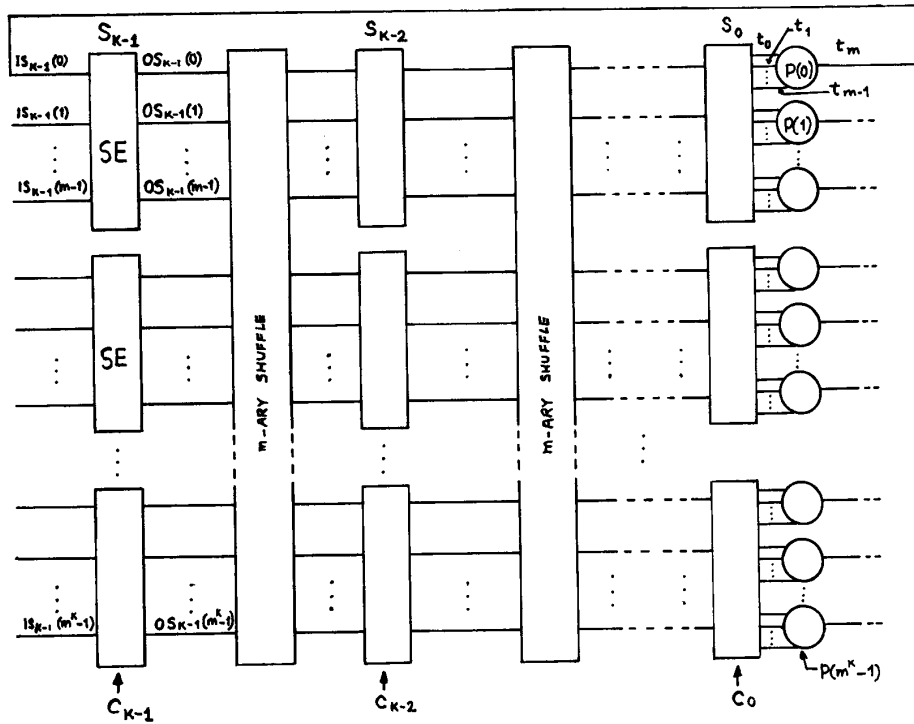 S_{K-1} S_{K-2} S_0 t_0 t_1 t_m
IS_{K-1}(0) OS_{K-1}(0) P(0)
t_{m-1}
IS_{K-1}(1) OS_{K-1}(1) P(1)
SE
IS_{K-1}(m-1) OS_{K-1}(m-1)
SE
m-ARY SHUFFLE
m-ARY SHUFFLE
IS_{K-1}(m^K-1) OS_{K-1}(m^K-1)
P(m^K-1)
C_{K-1} C_{K-2} C_0